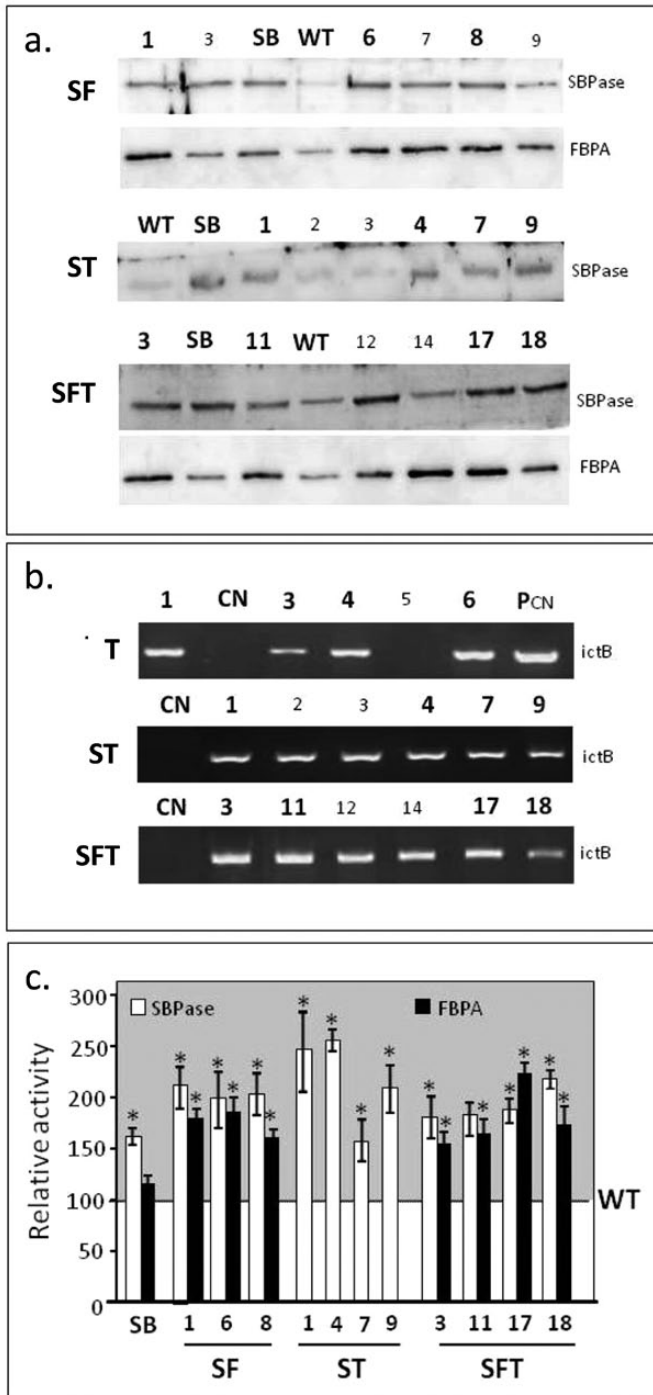 a.
1 3 SB WT 6 7 8 9
SF SBPase
FBPA
WT SB 1 2 3 4 7 9
ST SBPase
3 SB 11 WT 12 14 17 18
SFT SBPase
FBPA
b.
1 CN 3 4 5 6 PCN
T ictB
CN 1 2 3 4 7 9
ST ictB
CN 3 11 12 14 17 18
SFT ictB
c.
300 SBPase FBPA
250
200
150
100 WT
50
0
Relative activity
* * * * * * * * * * * * * * * * * *
SB 1 6 8 1 4 7 9 3 11 17 18
SF ST SFT